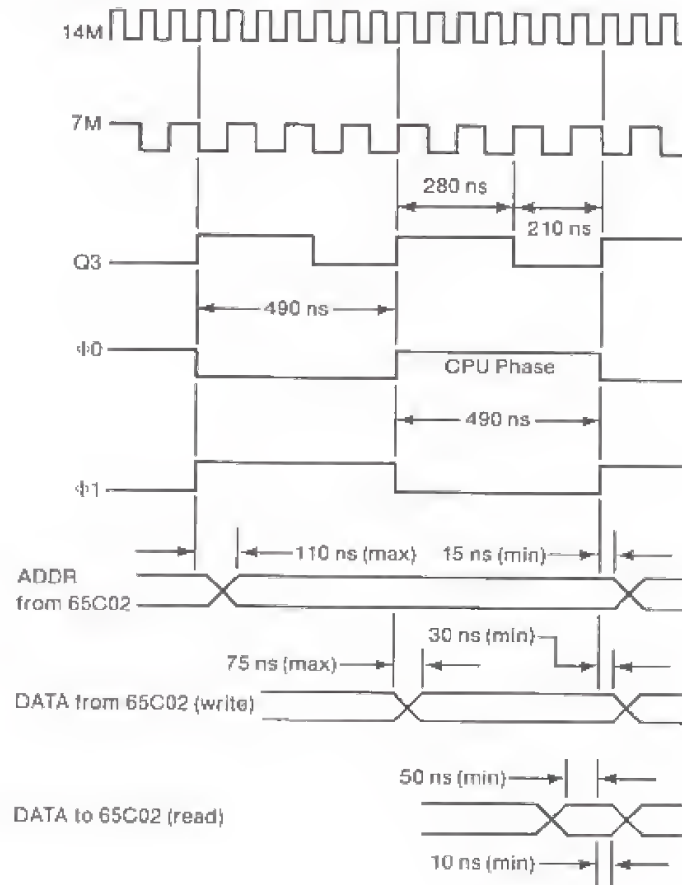 14M
7M
280 ns
210 ns
Q3
490 ns
Φ0
CPU Phase
490 ns
Φ1
110 ns (max) 15 ns (min)
ADDR
from 65C02
30 ns (min)
75 ns (max)
DATA from 65C02 (write)
50 ns (min)
DATA to 65C02 (read)
10 ns (min)